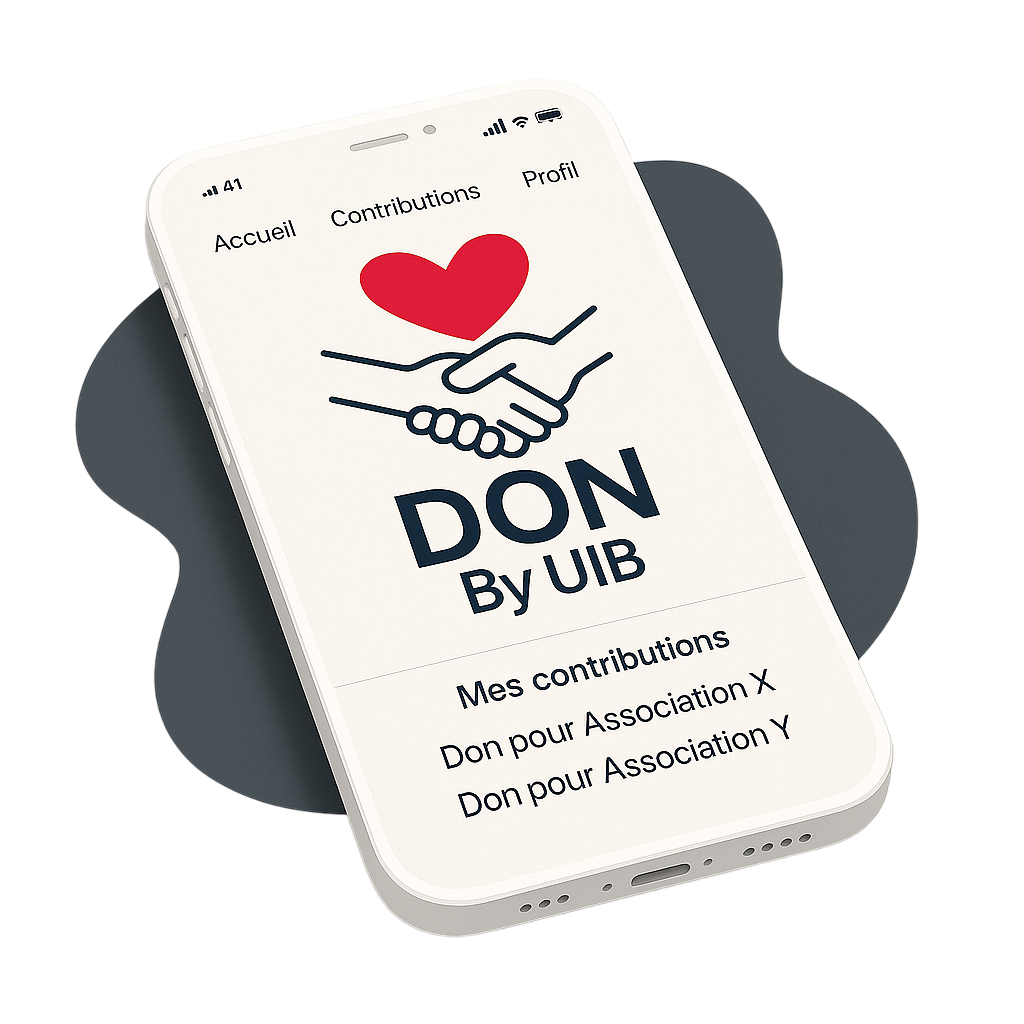 41
Accueil Contributions Profil
DON
By UIB
Mes contributions
Don pour Association X
Don pour Association Y